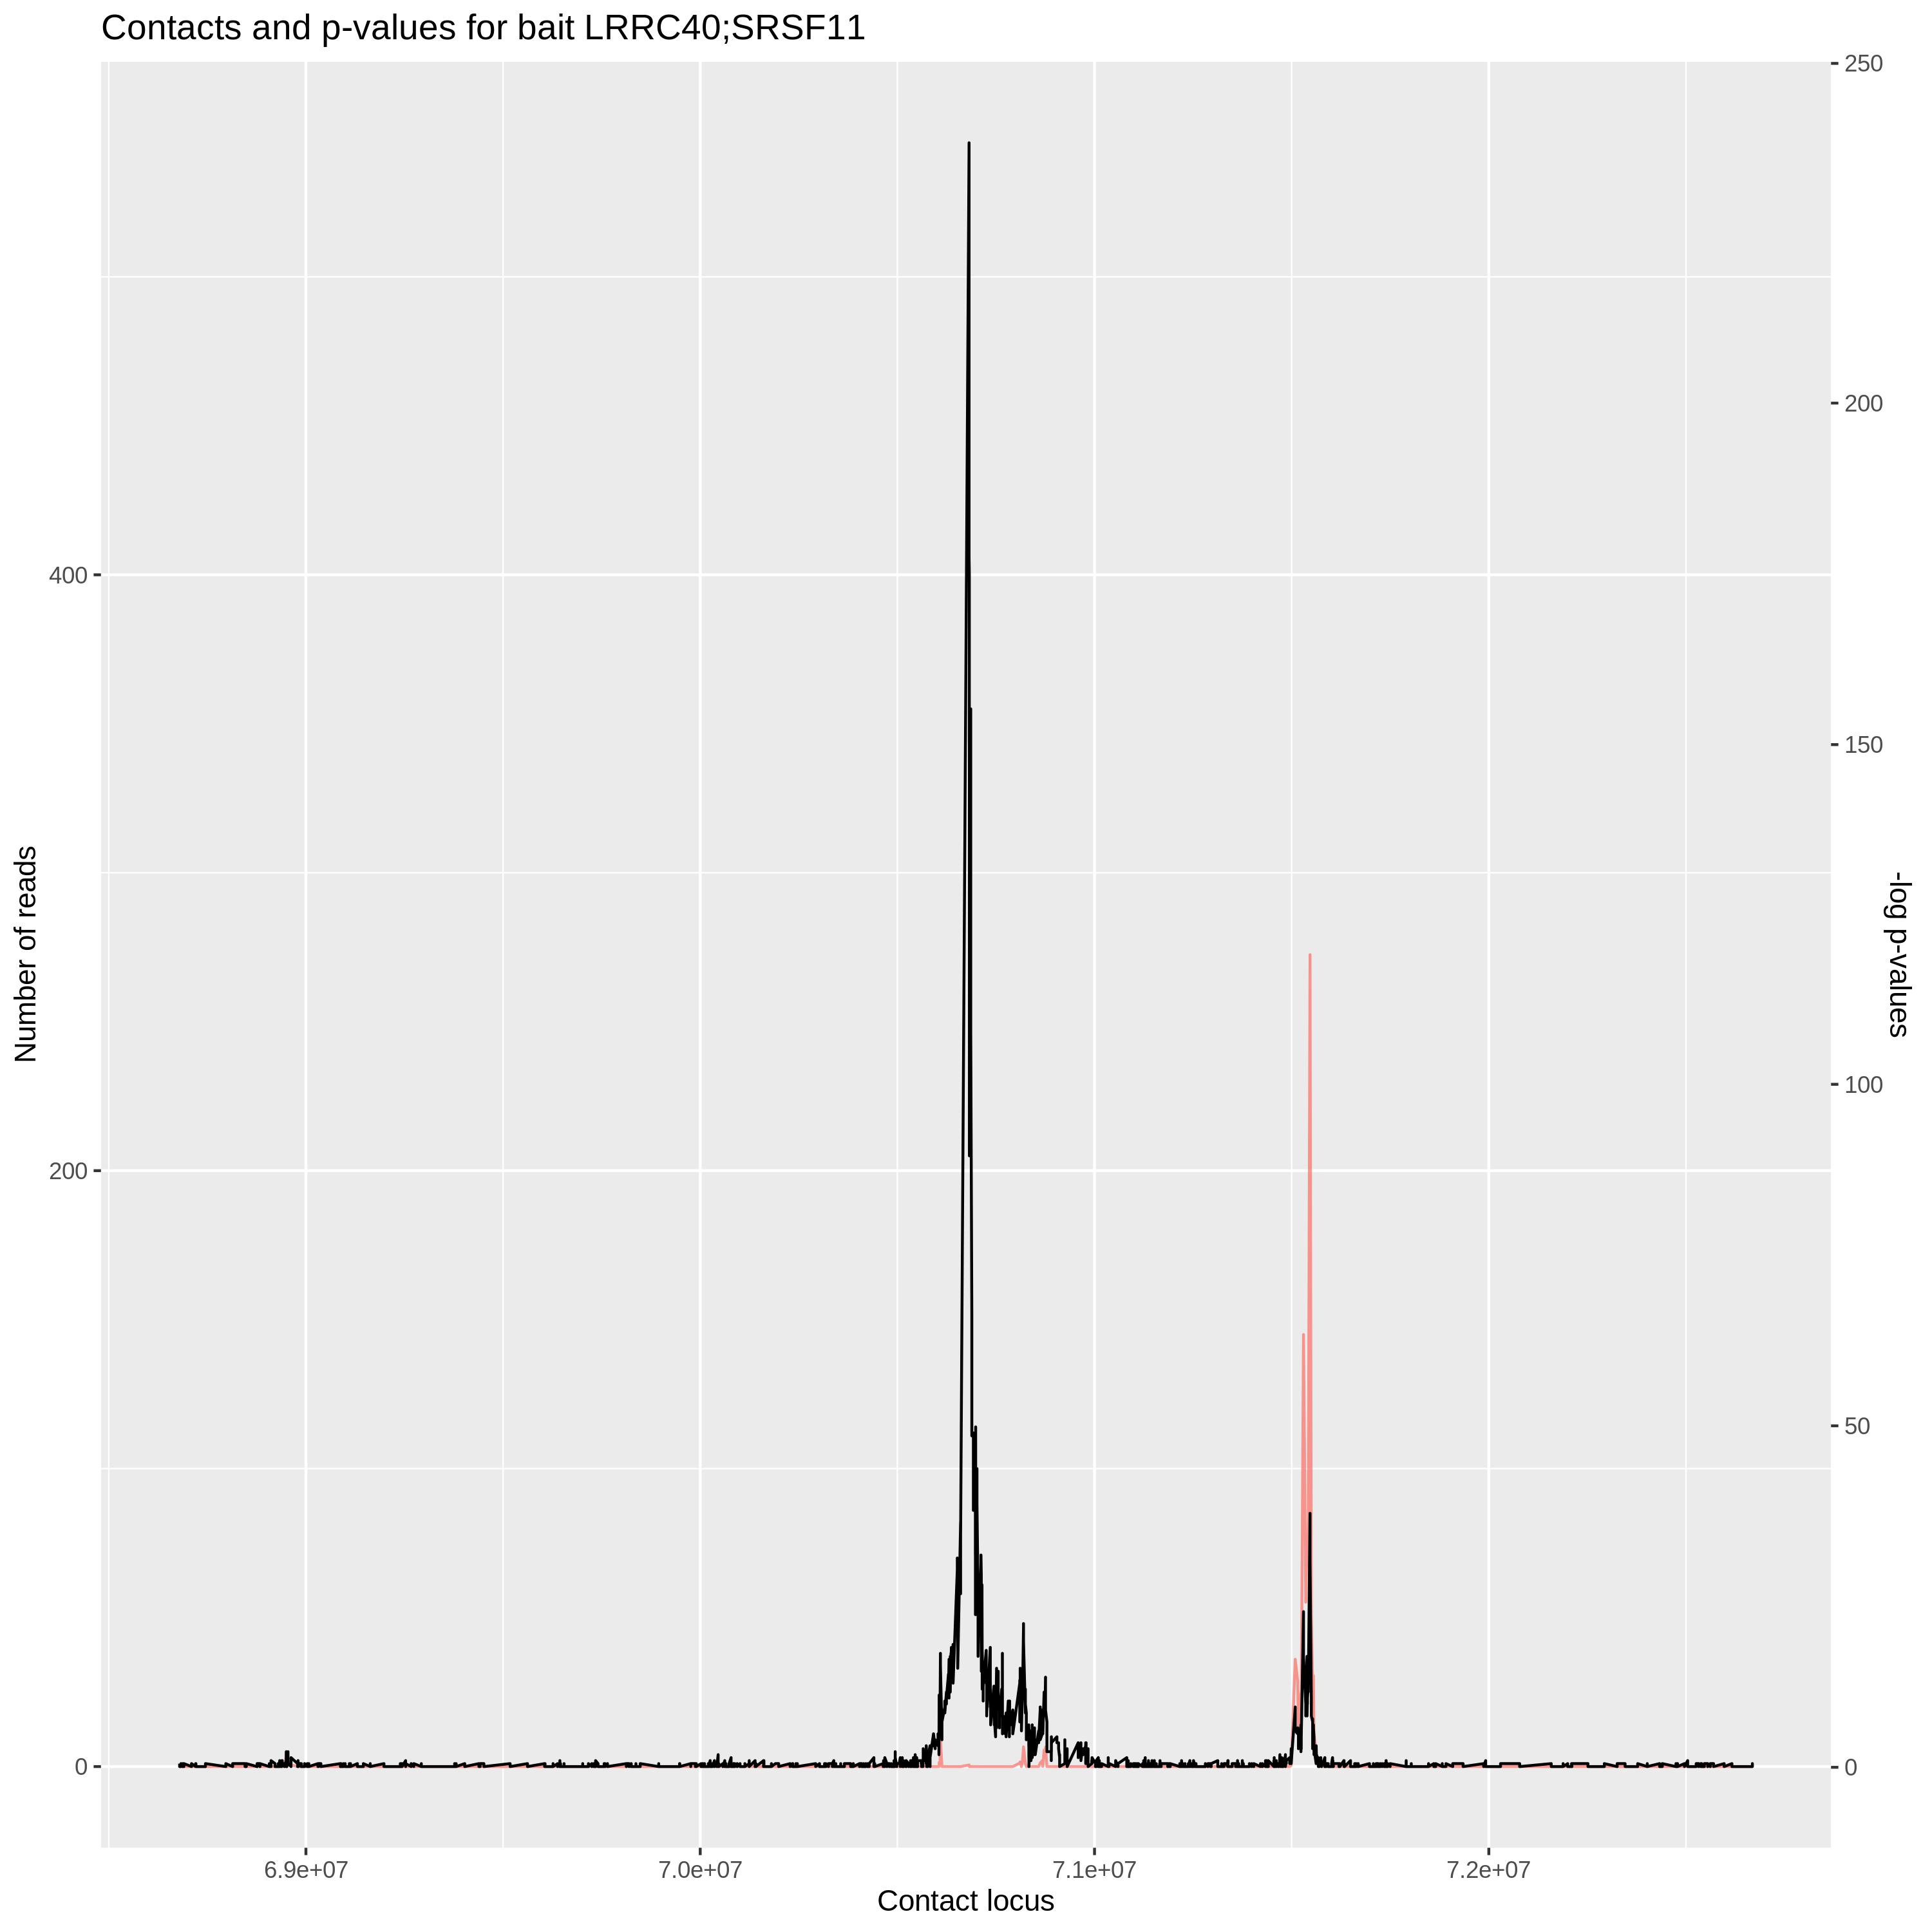 Contacts and p-values for bait LRRC40;SRSF11
250
200
150
100
50
0
400
200
0
Number of reads
-log p-values
6.9e+07
7.0e+07
7.1e+07
7.2e+07
Contact locus